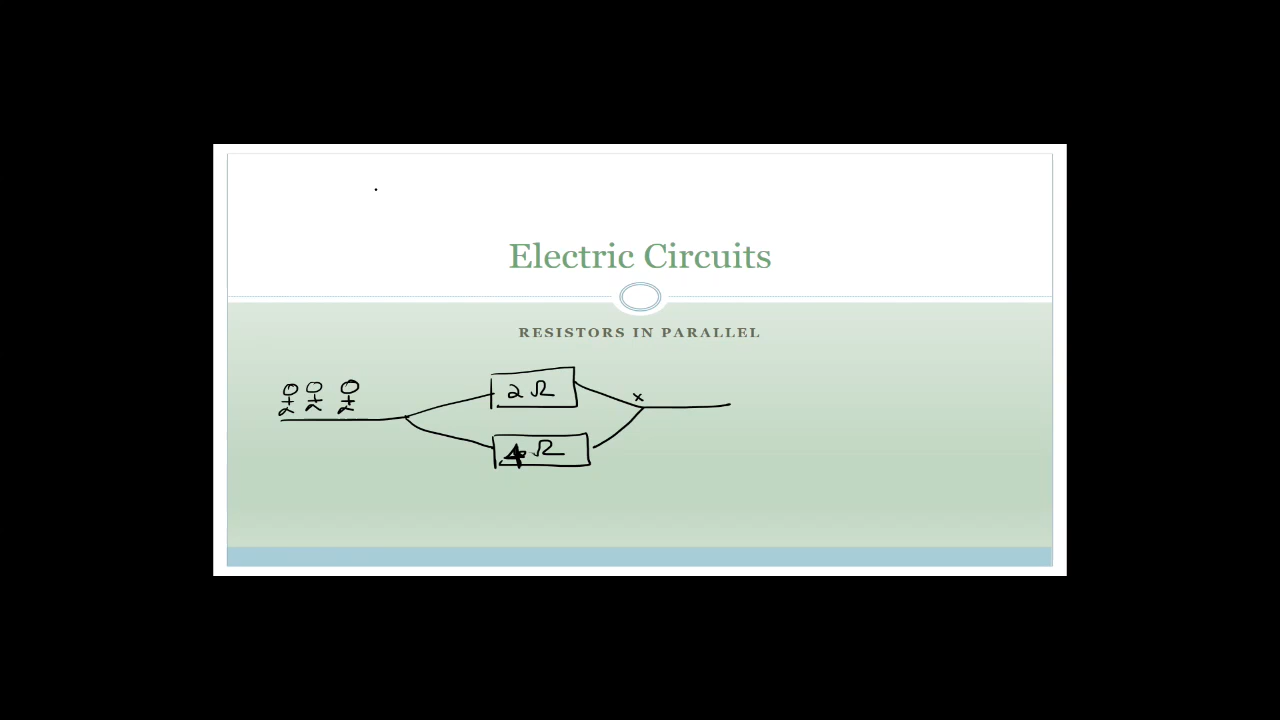 Electric Circuits
RESISTORS IN PARALLEL
2 Ω
4 Ω
x